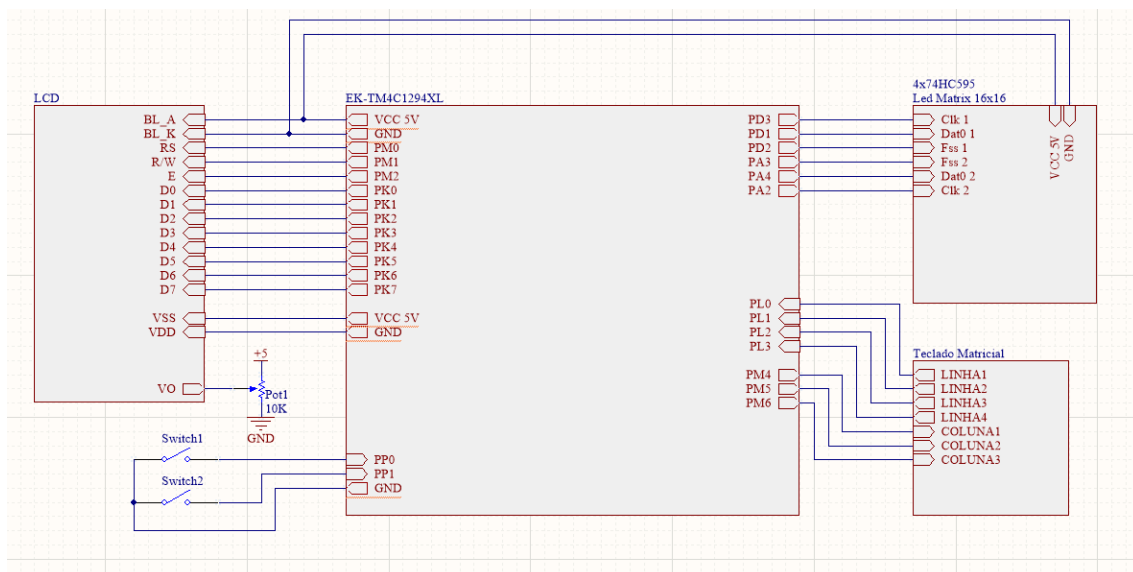 LCD
BL_A
BL_K
RS
R/W
E
D0
D1
D2
D3
D4
D5
D6
D7
VSS
VDD
VO
+5
Pot1
10K
GND
Switch1
Switch2
EK-TM4C1294XL
VCC 5V
GND
PM0
PM1
PM2
PK0
PK1
PK2
PK3
PK4
PK5
PK6
PK7
VCC 5V
GND
PP0
PP1
GND
PD3
PD1
PD2
PA3
PA4
PA2
PL0
PL1
PL2
PL3
PM4
PM5
PM6
4x74HC595
Led Matrix 16x16
Clk 1
Dat0 1
Fss 1
Fss 2
Dat0 2
Clk 2
VCC 5V
GND
Teclado Matricial
LINHA1
LINHA2
LINHA3
LINHA4
COLUNA1
COLUNA2
COLUNA3